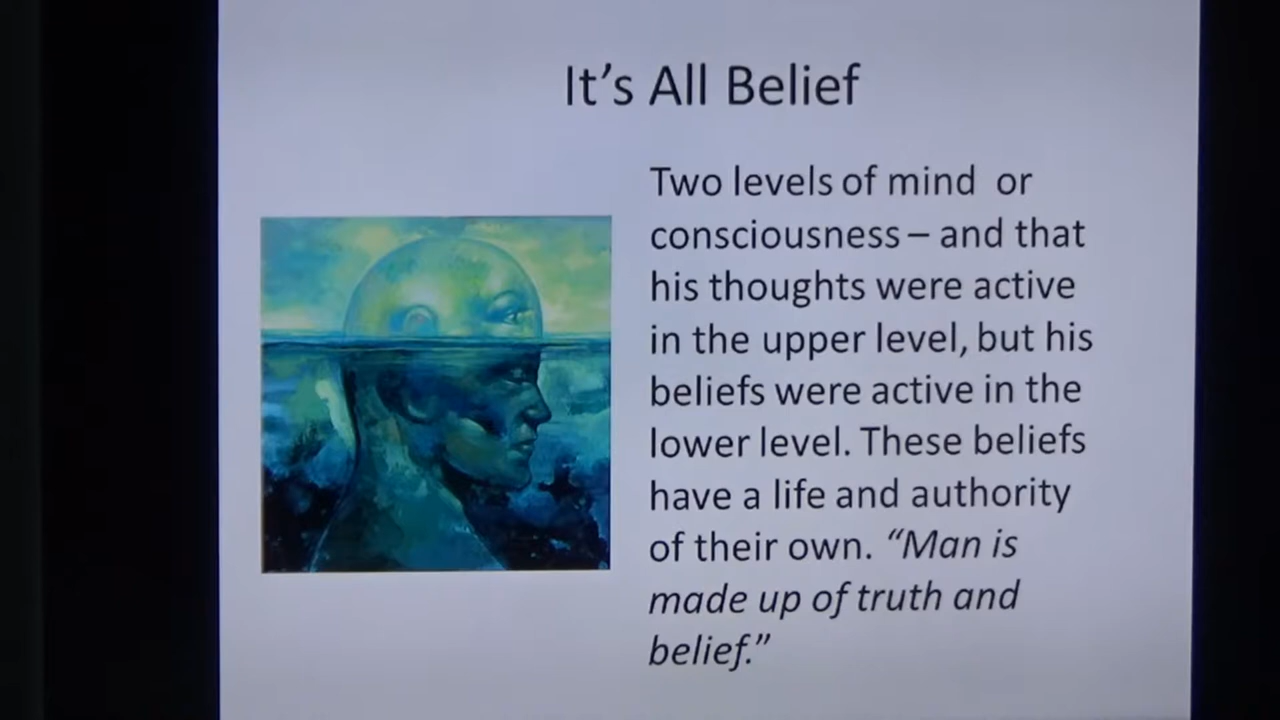 It's All Belief
Two levels of mind or
consciousness – and that
his thoughts were active
in the upper level, but his
beliefs were active in the
lower level. These beliefs
have a life and authority
of their own. “Man is
made up of truth and
belief.”